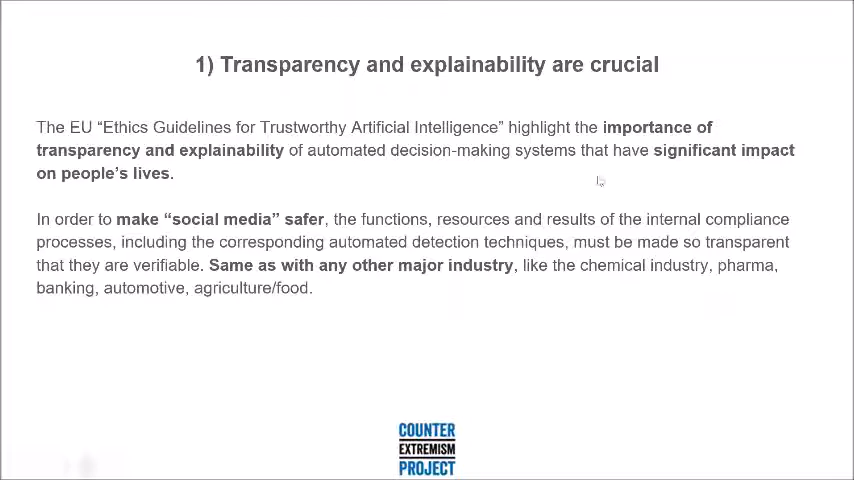 1) Transparency and explainability are crucial
The EU “Ethics Guidelines for Trustworthy Artificial Intelligence” highlight the importance of
transparency and explainability of automated decision-making systems that have significant impact
on people’s lives.
In order to make “social media” safer, the functions, resources and results of the internal compliance
processes, including the corresponding automated detection techniques, must be made so transparent
that they are verifiable. Same as with any other major industry, like the chemical industry, pharma,
banking, automotive, agriculture/food.
COUNTER
EXTREMISM
PROJECT